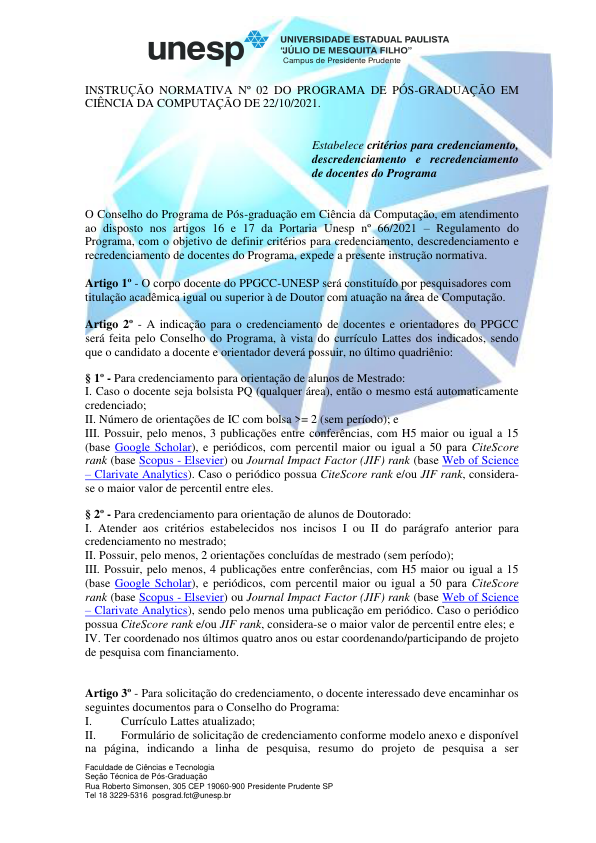 unesp
UNIVERSIDADE ESTADUAL PAULISTA
"JÚLIO DE MESQUITA FILHO"
Campus de Presidente Prudente
INSTRUÇÃO NORMATIVA Nº 02 DO PROGRAMA DE PÓS-GRADUAÇÃO EM
CIÊNCIA DA COMPUTAÇÃO DE 22/10/2021.
Estabelece critérios para credenciamento,
descredenciamento e recredenciamento
de docentes do Programa
O Conselho do Programa de Pós-graduação em Ciência da Computação, em atendimento
ao disposto nos artigos 16 e 17 da Portaria Unesp nº 66/2021 – Regulamento do
Programa, com o objetivo de definir critérios para credenciamento, descredenciamento e
recredenciamento de docentes do Programa, expede a presente instrução normativa.
Artigo 1º - O corpo docente do PPGCC-UNESP será constituído por pesquisadores com
titulação acadêmica igual ou superior à de Doutor com atuação na área de Computação.
Artigo 2º - A indicação para o credenciamento de docentes e orientadores do PPGCC
será feita pelo Conselho do Programa, à vista do currículo Lattes dos indicados, sendo
que o candidato a docente e orientador deverá possuir, no último quadriênio:
§ 1º - Para credenciamento para orientação de alunos de Mestrado:
I. Caso o docente seja bolsista PQ (qualquer área), então o mesmo está automaticamente
credenciado;
II. Número de orientações de IC com bolsa >= 2 (sem período); e
III. Possuir, pelo menos, 3 publicações entre conferências, com H5 maior ou igual a 15
(base Google Scholar), e periódicos, com percentil maior ou igual a 50 para CiteScore
rank (base Scopus - Elsevier) ou Journal Impact Factor (JIF) rank (base Web of Science
– Clarivate Analytics). Caso o periódico possua CiteScore rank e/ou JIF rank, considera-
se o maior valor de percentil entre eles.
§ 2º - Para credenciamento para orientação de alunos de Doutorado:
I. Atender aos critérios estabelecidos nos incisos I ou II do parágrafo anterior para
credenciamento no mestrado;
II. Possuir, pelo menos, 2 orientações concluídas de mestrado (sem período);
III. Possuir, pelo menos, 4 publicações entre conferências, com H5 maior ou igual a 15
(base Google Scholar), e periódicos, com percentil maior ou igual a 50 para CiteScore
rank (base Scopus - Elsevier) ou Journal Impact Factor (JIF) rank (base Web of Science
– Clarivate Analytics), sendo pelo menos uma publicação em periódico. Caso o periódico
possua CiteScore rank e/ou JIF rank, considera-se o maior valor de percentil entre eles; e
IV. Ter coordenado nos últimos quatro anos ou estar coordenando/participando de projeto
de pesquisa com financiamento.
Artigo 3º - Para solicitação do credenciamento, o docente interessado deve encaminhar os
seguintes documentos para o Conselho do Programa:
I. Currículo Lattes atualizado;
II. Formulário de solicitação de credenciamento conforme modelo anexo e disponível
na página, indicando a linha de pesquisa, resumo do projeto de pesquisa a ser
Faculdade de Ciências e Tecnologia
Seção Técnica de Pós-Graduação
Rua Roberto Simonsen, 305 CEP 19060-900 Presidente Prudente SP
Tel 18 3229-5316 posgrad.fct@unesp.br